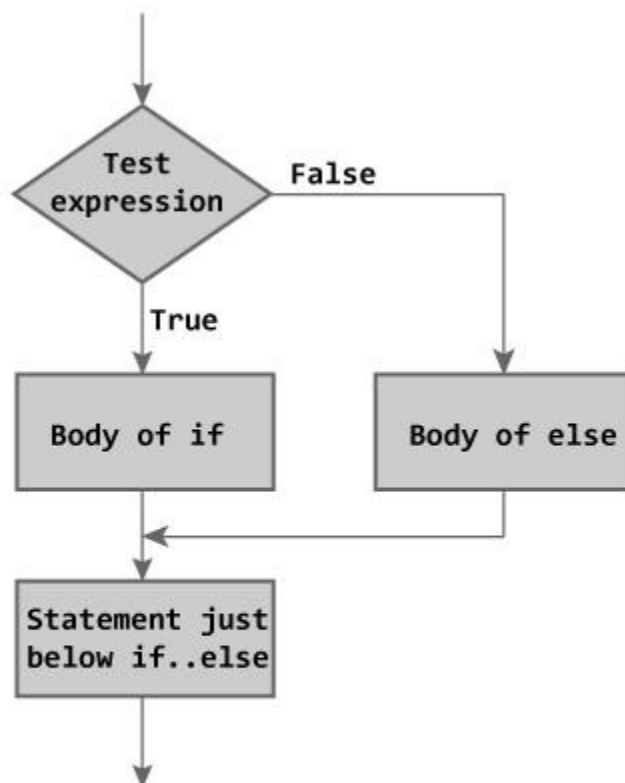 Test
expression
False
True
Body of if
Body of else
Statement just
below if..else